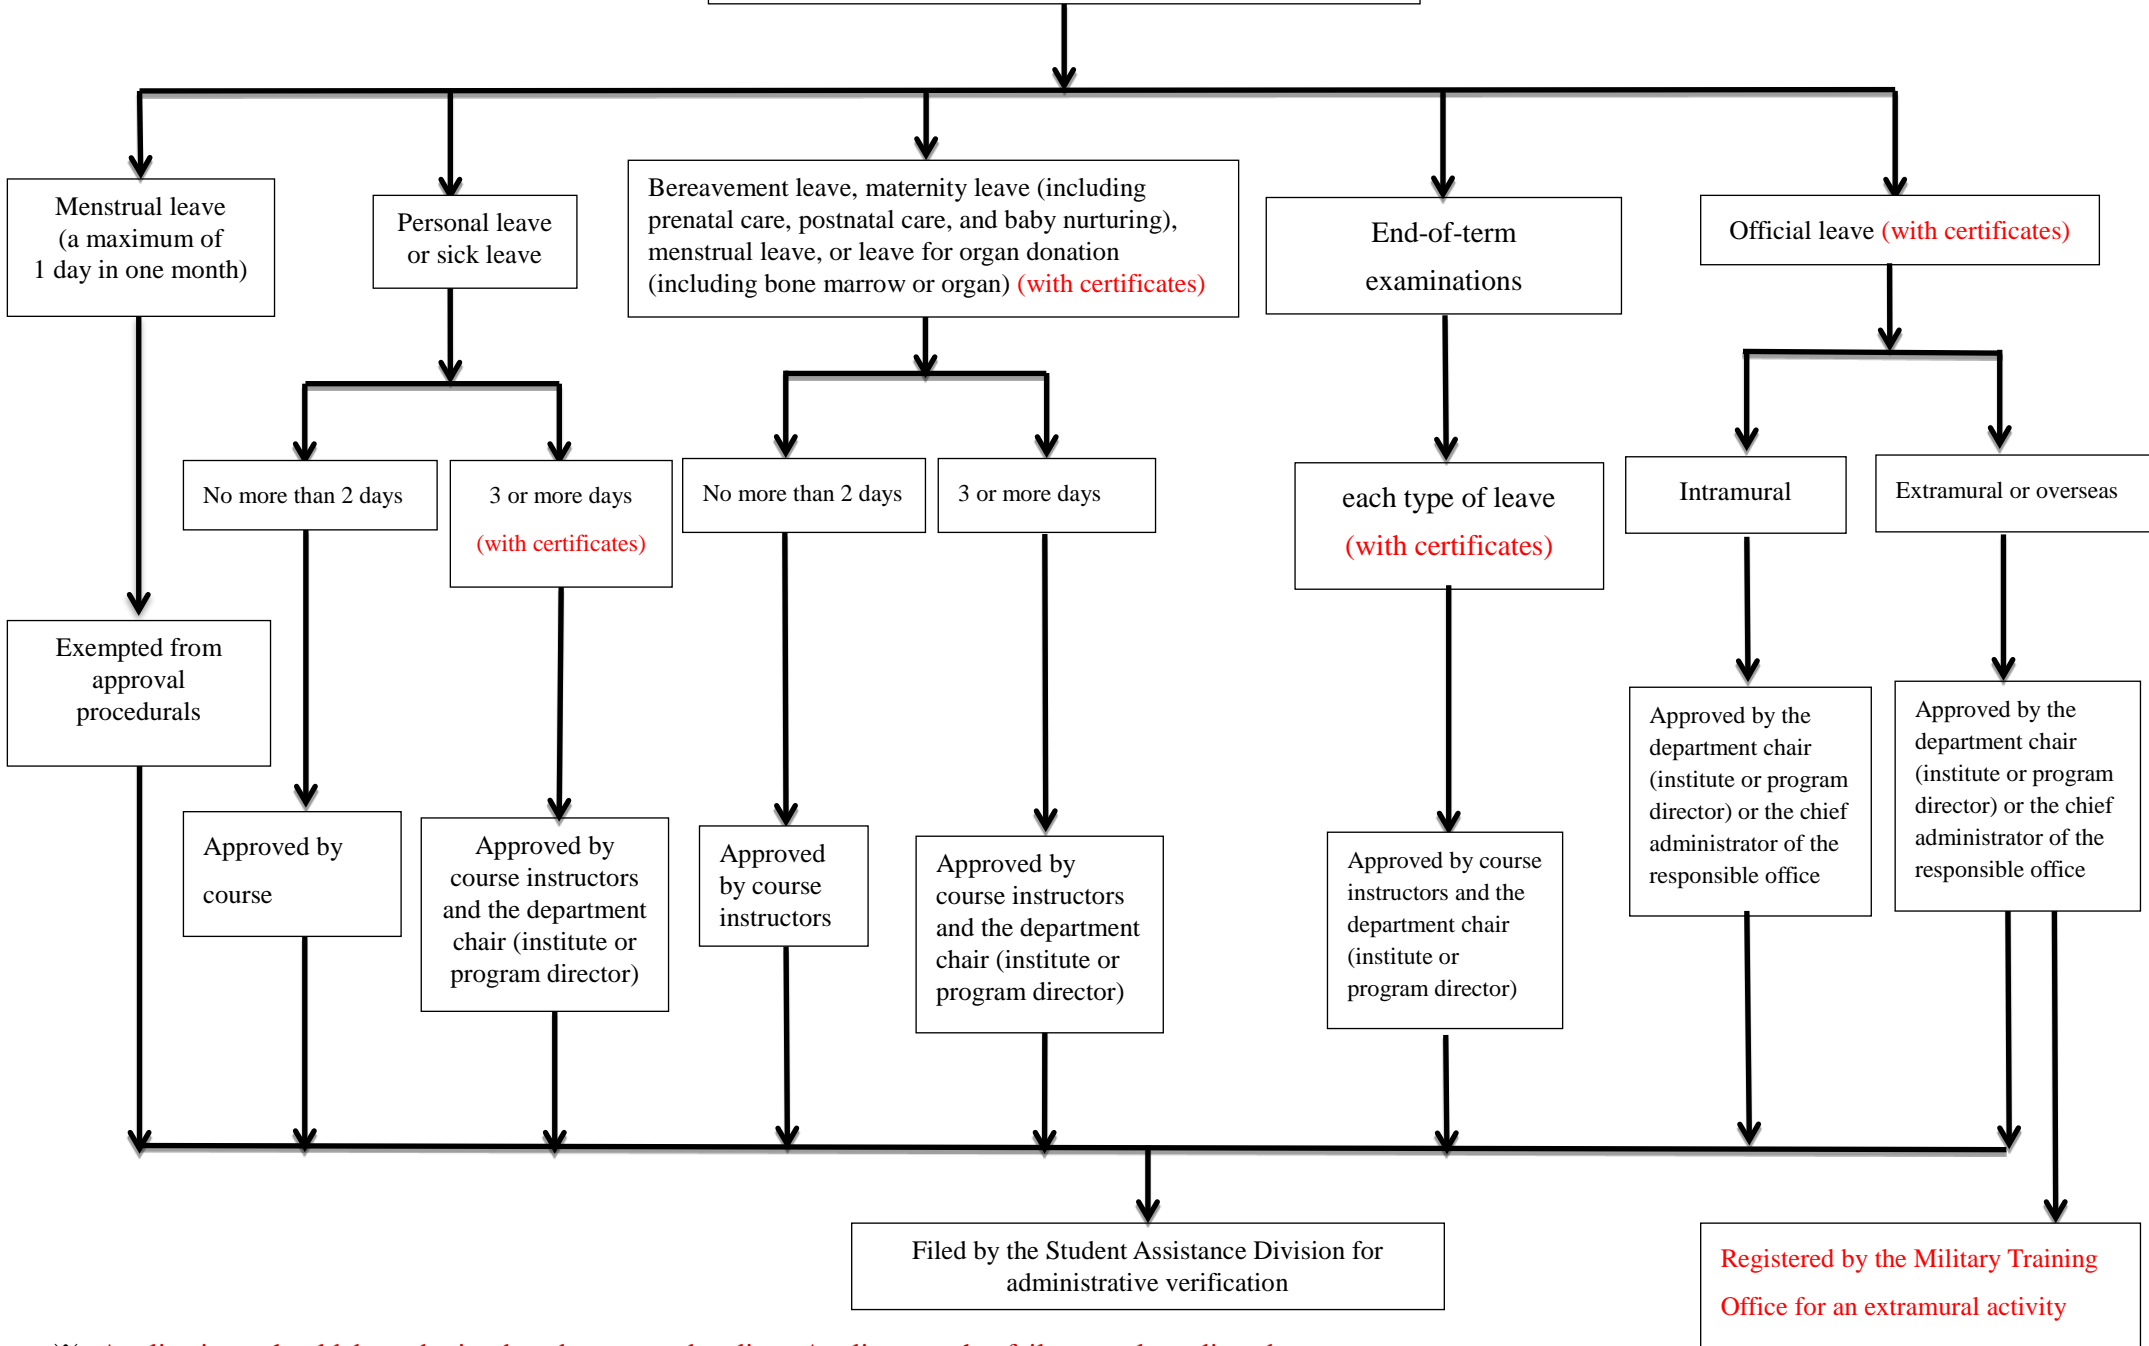 Menstrual leave
(a maximum of
1 day in one month)
Personal leave
or sick leave
Bereavement leave, maternity leave (including
prenatal care, postnatal care, and baby nurturing),
menstrual leave, or leave for organ donation
(including bone marrow or organ) (with certificates)
End-of-term
examinations
Official leave (with certificates)
No more than 2 days
3 or more days
(with certificates)
No more than 2 days
3 or more days
each type of leave
(with certificates)
Intramural
Extramural or overseas
Exempted from
approval
procedurals
Approved by
course
Approved by
course instructors
and the department
chair (institute or
program director)
Approved
by course
instructors
Approved by
course instructors
and the department
chair (institute or
program director)
Approved by course
instructors and the
department chair
(institute or
program director)
Approved by the
department chair
(institute or program
director) or the chief
administrator of the
responsible office
Approved by the
department chair
(institute or program
director) or the chief
administrator of the
responsible office
Filed by the Student Assistance Division for
administrative verification
Registered by the Military Training
Office for an extramural activity